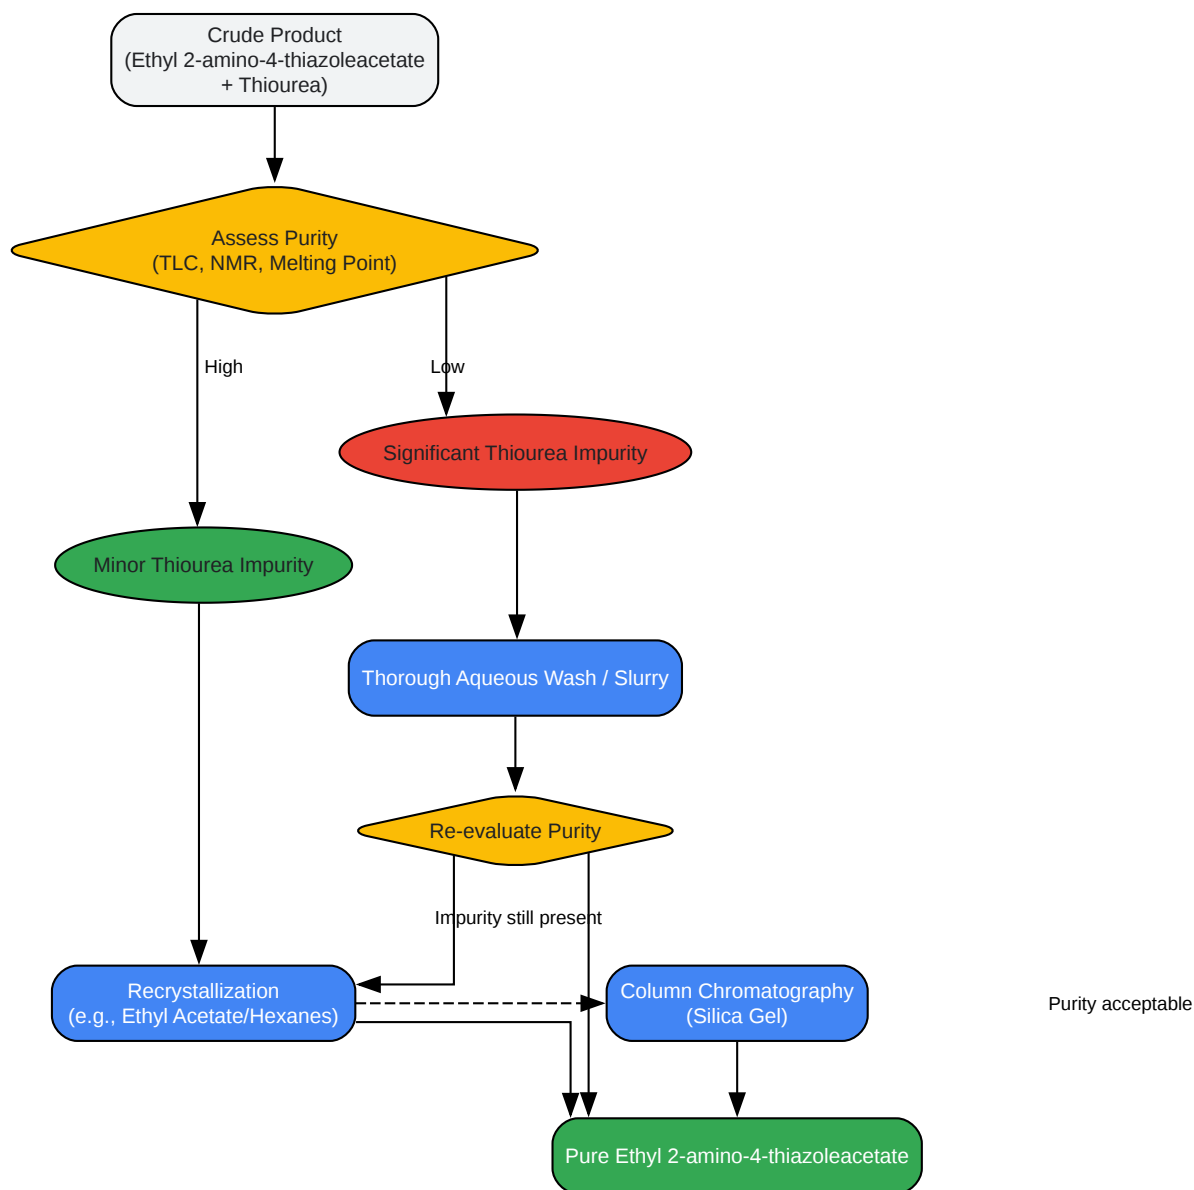 Crude Product
(Ethyl 2-amino-4-thiazoleacetate
+ Thiourea)
Assess Purity
(TLC, NMR, Melting Point)
High
Low
Significant Thiourea Impurity
Minor Thiourea Impurity
Thorough Aqueous Wash / Slurry
Re-evaluate Purity
Impurity still present
Recrystallization
(e.g., Ethyl Acetate/Hexanes)
Column Chromatography
(Silica Gel)
Purity acceptable
Pure Ethyl 2-amino-4-thiazoleacetate